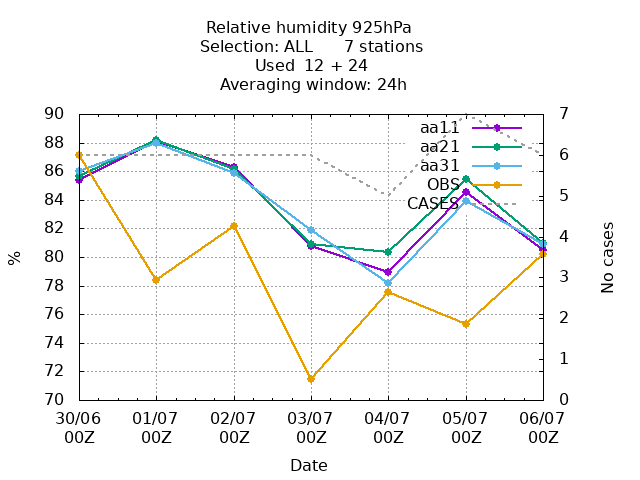 Relative humidity 925hPa
Selection: ALL 7 stations
Used 12 + 24
Averaging window: 24h
90
88
86
84
82
80
78
76
74
72
70
%
7
6
5
4
3
2
1
0
No cases
aa11
aa21
aa31
OBS
CASES
30/06 01/07 02/07 03/07 04/07 05/07 06/07
00Z 00Z 00Z 00Z 00Z 00Z 00Z
Date